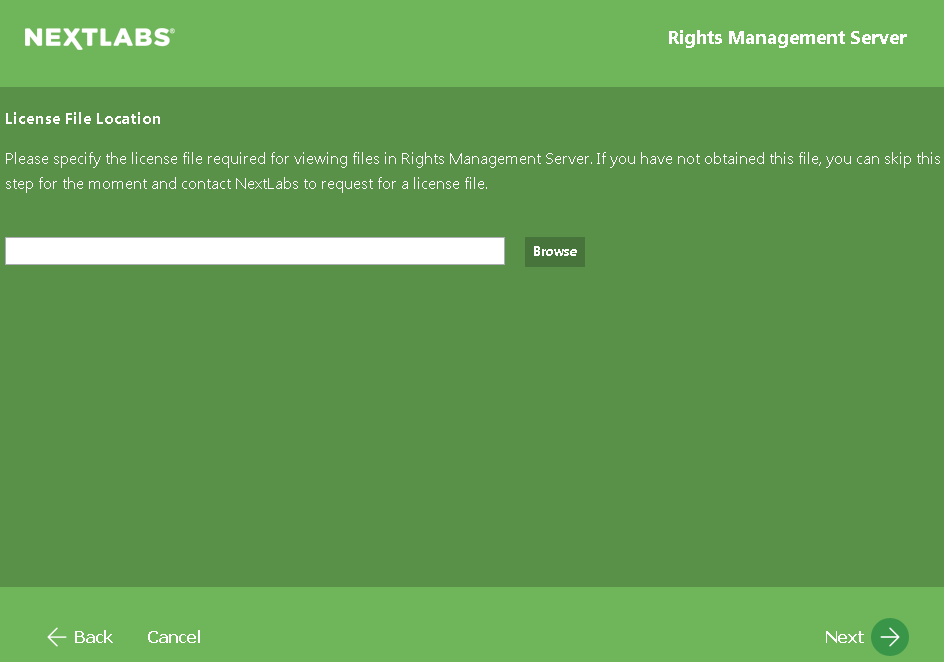 NEXTLABS®
Rights Management Server
License File Location
Please specify the license file required for viewing files in Rights Management Server. If you have not obtained this file, you can skip this
step for the moment and contact NextLabs to request for a license file.
Browse
Back
Cancel
Next